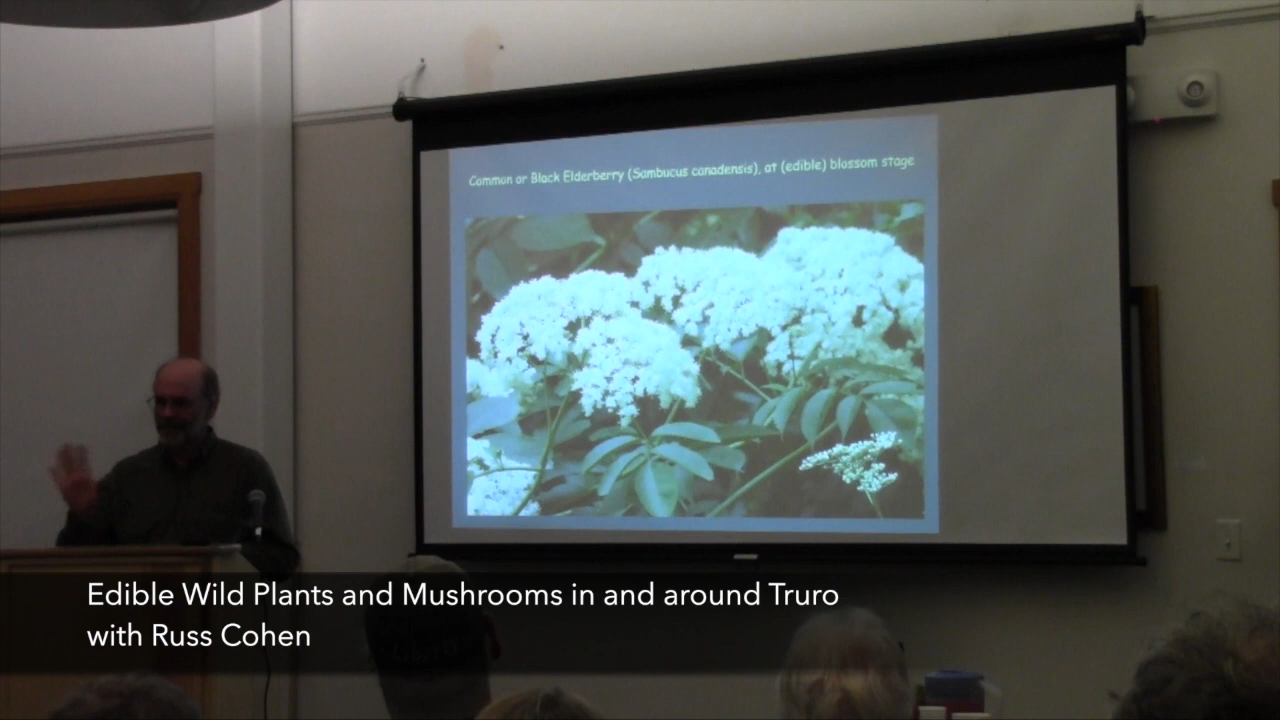 Common or Black Elderberry (Sambucus canadensis), at (edible) blossom stage
Edible Wild Plants and Mushrooms in and around Truro
with Russ Cohen